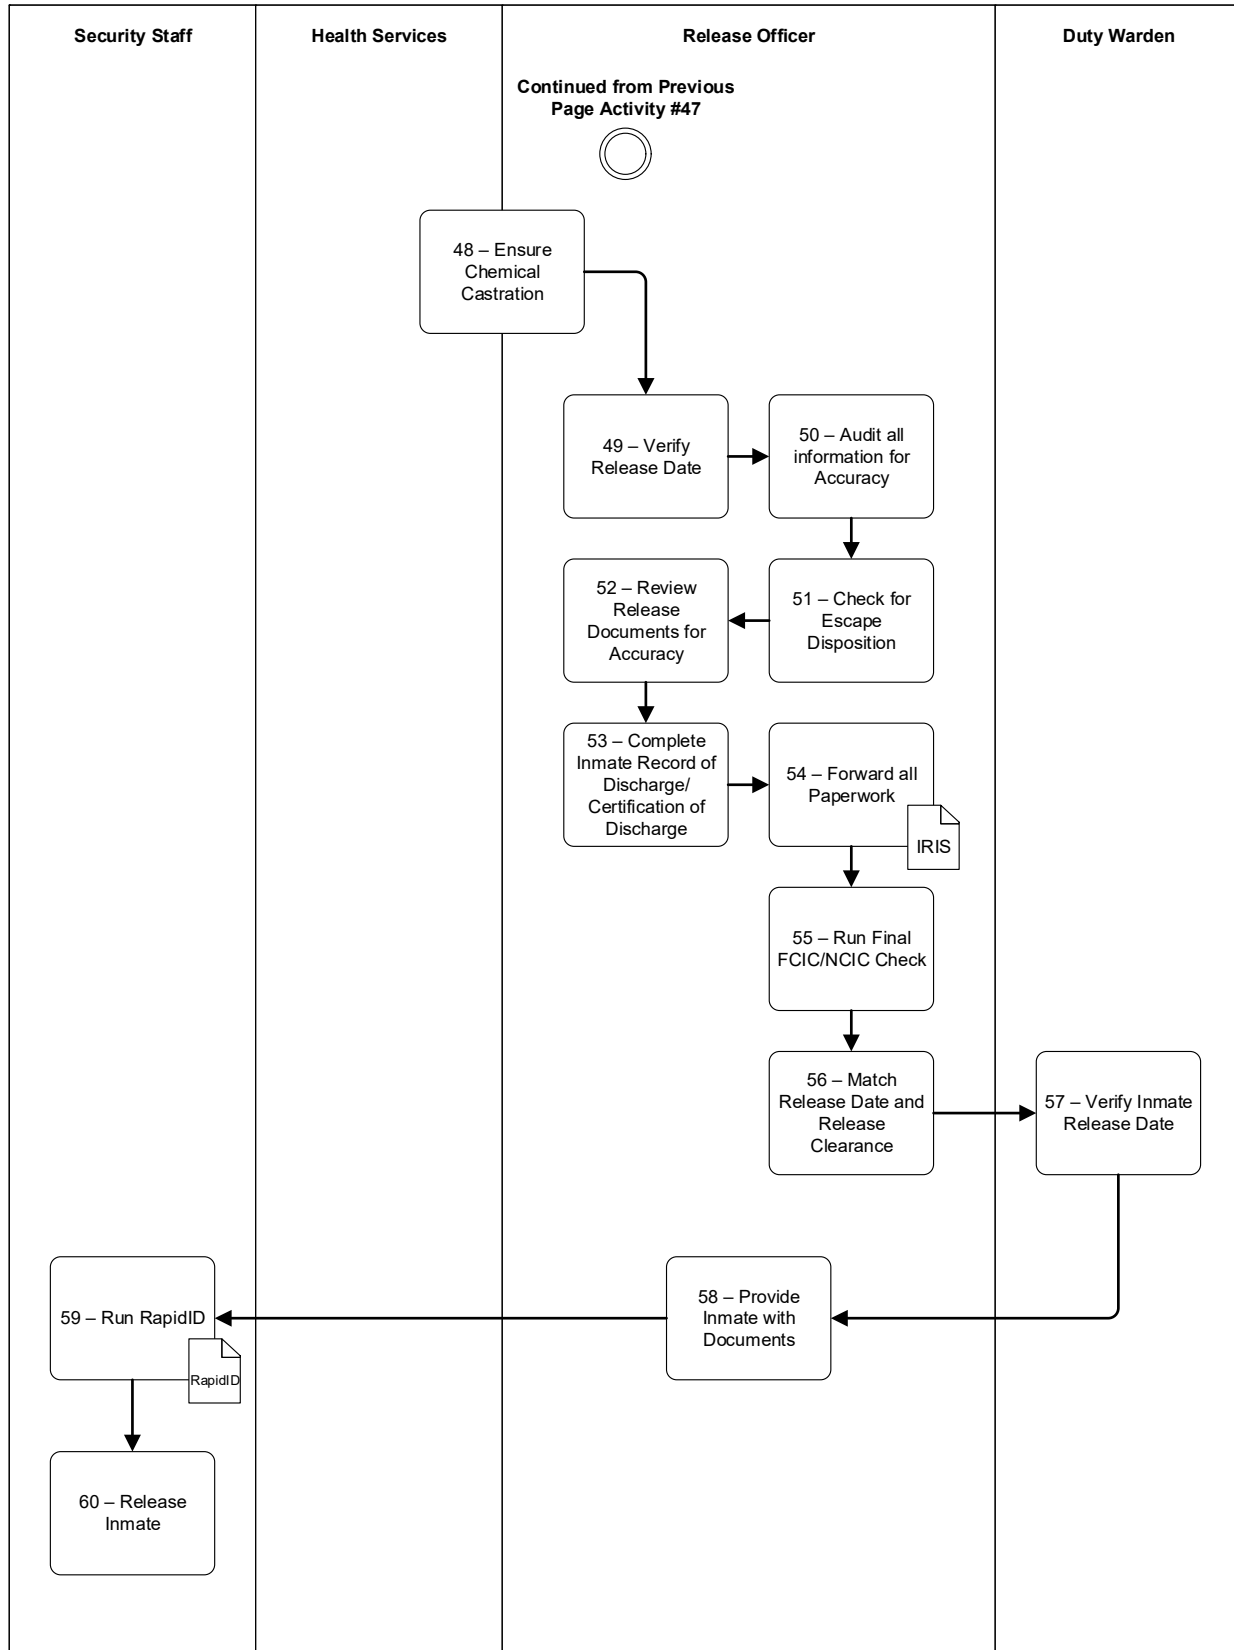 Security Staff
Health Services
Release Officer
Duty Warden
Continued from Previous
Page Activity #47
48 – Ensure
Chemical
Castration
49 – Verify
Release Date
50 – Audit all
information for
Accuracy
51 – Check for
Escape
Disposition
52 – Review
Release
Documents for
Accuracy
53 – Complete
Inmate Record of
Discharge/
Certification of
Discharge
54 – Forward all
Paperwork
IRIS
55 – Run Final
FCIC/NCIC Check
56 – Match
Release Date and
Release
Clearance
57 – Verify Inmate
Release Date
58 – Provide
Inmate with
Documents
59 – Run RapidID
RapidID
60 – Release
Inmate